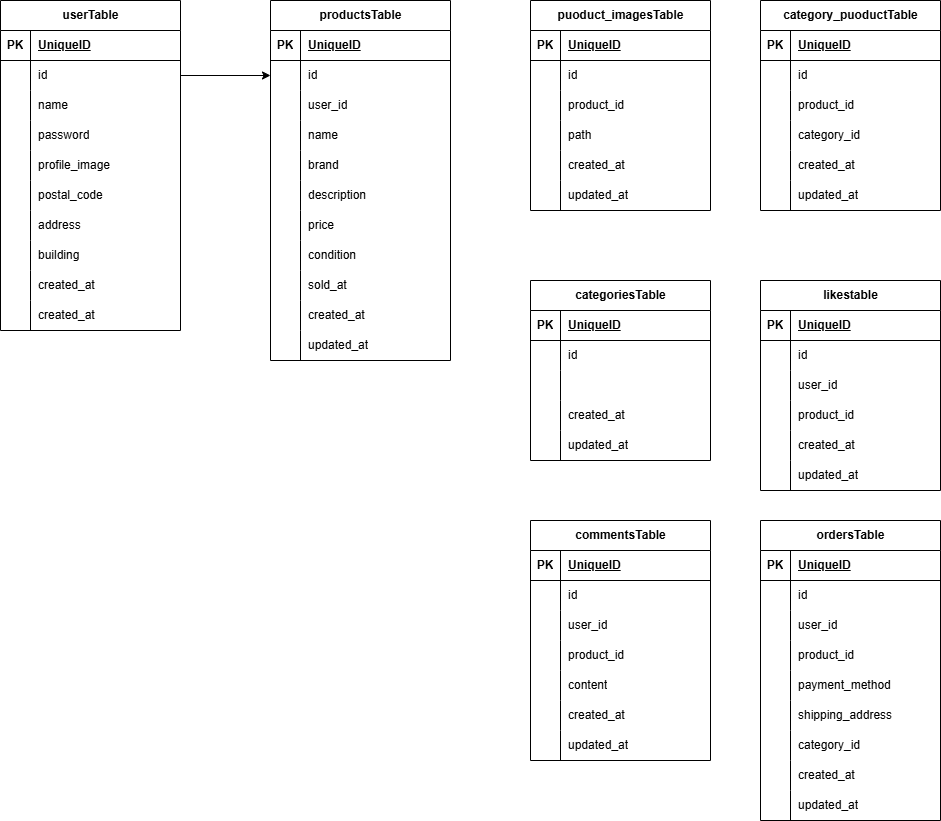 userTable
PK UniqueID
id
name
password
profile_image
postal_code
address
building
created_at
created_at
productsTable
PK UniqueID
id
user_id
name
brand
description
price
condition
sold_at
created_at
updated_at
puoduct_imagesTable
PK UniqueID
id
product_id
path
created_at
updated_at
category_puoductTable
PK UniqueID
id
product_id
category_id
created_at
updated_at
categoriesTable
PK UniqueID
id
created_at
updated_at
likestable
PK UniqueID
id
user_id
product_id
created_at
updated_at
commentsTable
PK UniqueID
id
user_id
product_id
content
created_at
updated_at
ordersTable
PK UniqueID
id
user_id
product_id
payment_method
shipping_address
category_id
created_at
updated_at